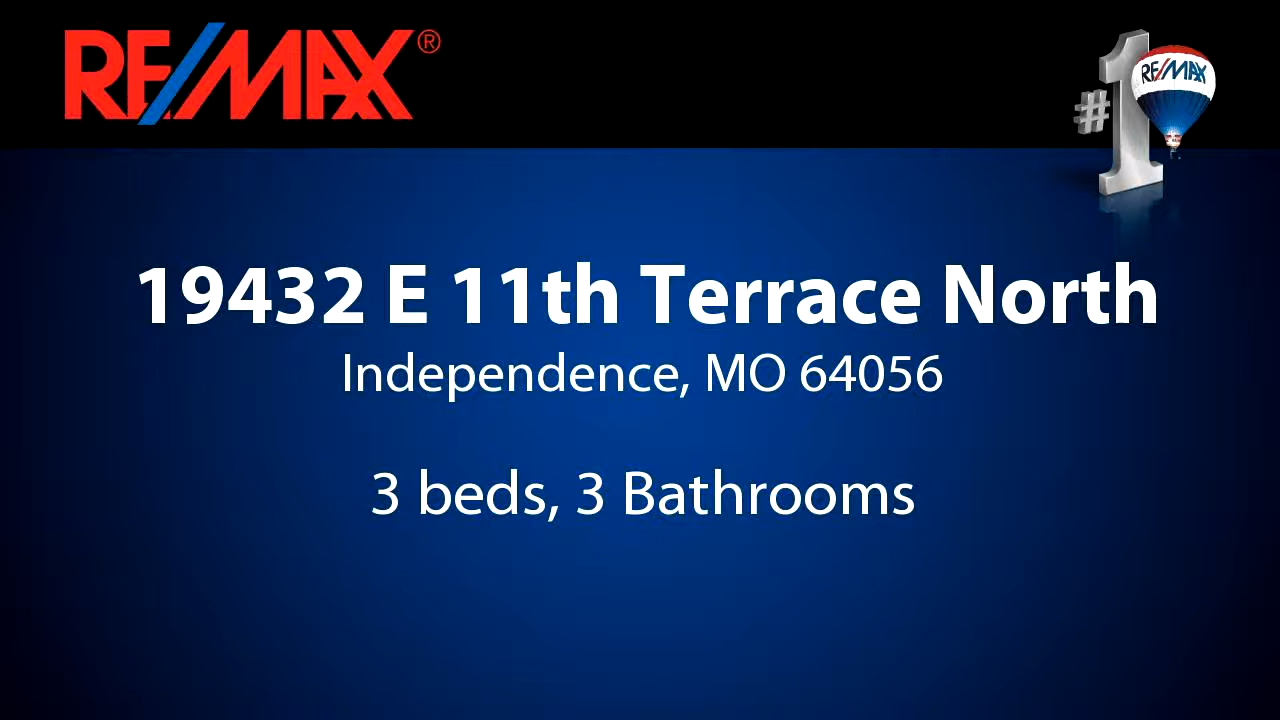 RE/MAX®
#1
RE/MAX
19432 E 11th Terrace North
Independence, MO 64056
3 beds, 3 Bathrooms